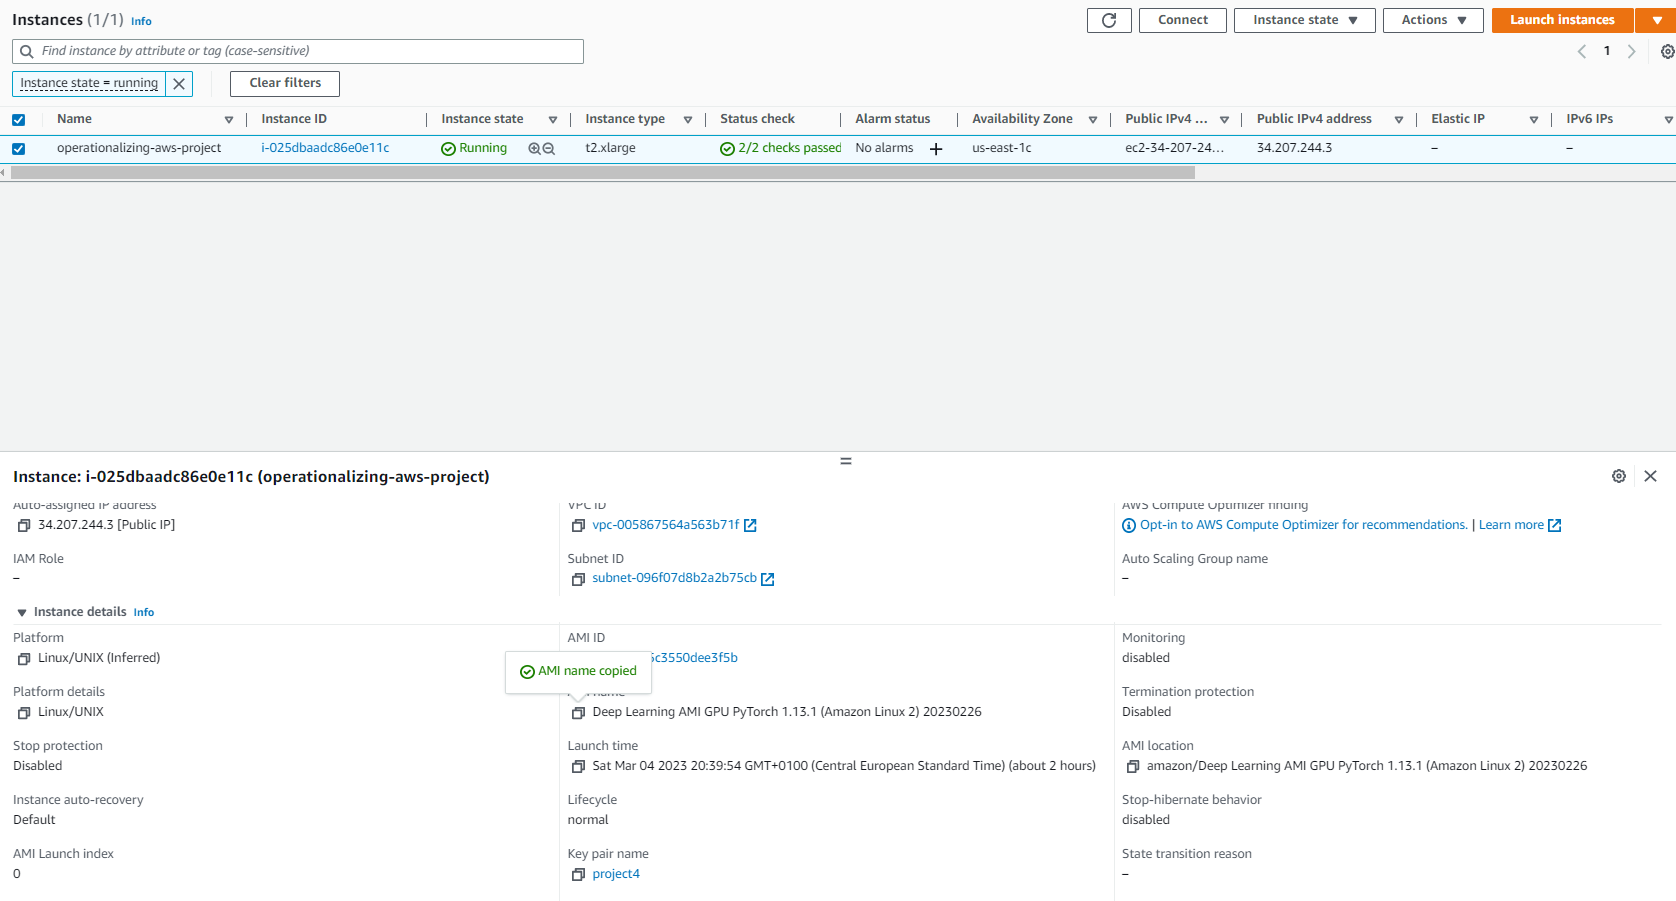 Instances (1/1) Info
Connect
Instance state
Actions
Launch instances
Find instance by attribute or tag (case-sensitive)
1
Instance state = running
Clear filters
Name Instance ID Instance state Instance type Status check Alarm status Availability Zone Public IPv4 ... Public IPv4 address Elastic IP IPv6 IPs
operationalizing-aws-project i-025dbaadc86e0e11c Running t2.xlarge 2/2 checks passed No alarms + us-east-1c ec2-34-207-24... 34.207.244.3 – –
Instance: i-025dbaadc86e0e11c (operationalizing-aws-project)
Auto-assigned IP address
34.207.244.3 [Public IP]
VPC ID
vpc-005867564a563b71f
AWS Compute Optimizer finding
Opt-in to AWS Compute Optimizer for recommendations. | Learn more
IAM Role
–
Subnet ID
subnet-096f07d8b2a2b75cb
Auto Scaling Group name
–
Instance details Info
Platform
Linux/UNIX (Inferred)
AMI ID
c3550dee3f5b
Monitoring
disabled
AMI name copied
Platform details
Linux/UNIX
name
Deep Learning AMI GPU PyTorch 1.13.1 (Amazon Linux 2) 20230226
Termination protection
Disabled
Stop protection
Disabled
Launch time
Sat Mar 04 2023 20:39:54 GMT+0100 (Central European Standard Time) (about 2 hours)
AMI location
amazon/Deep Learning AMI GPU PyTorch 1.13.1 (Amazon Linux 2) 20230226
Instance auto-recovery
Default
Lifecycle
normal
Stop-hibernate behavior
disabled
AMI Launch index
0
Key pair name
project4
State transition reason
–